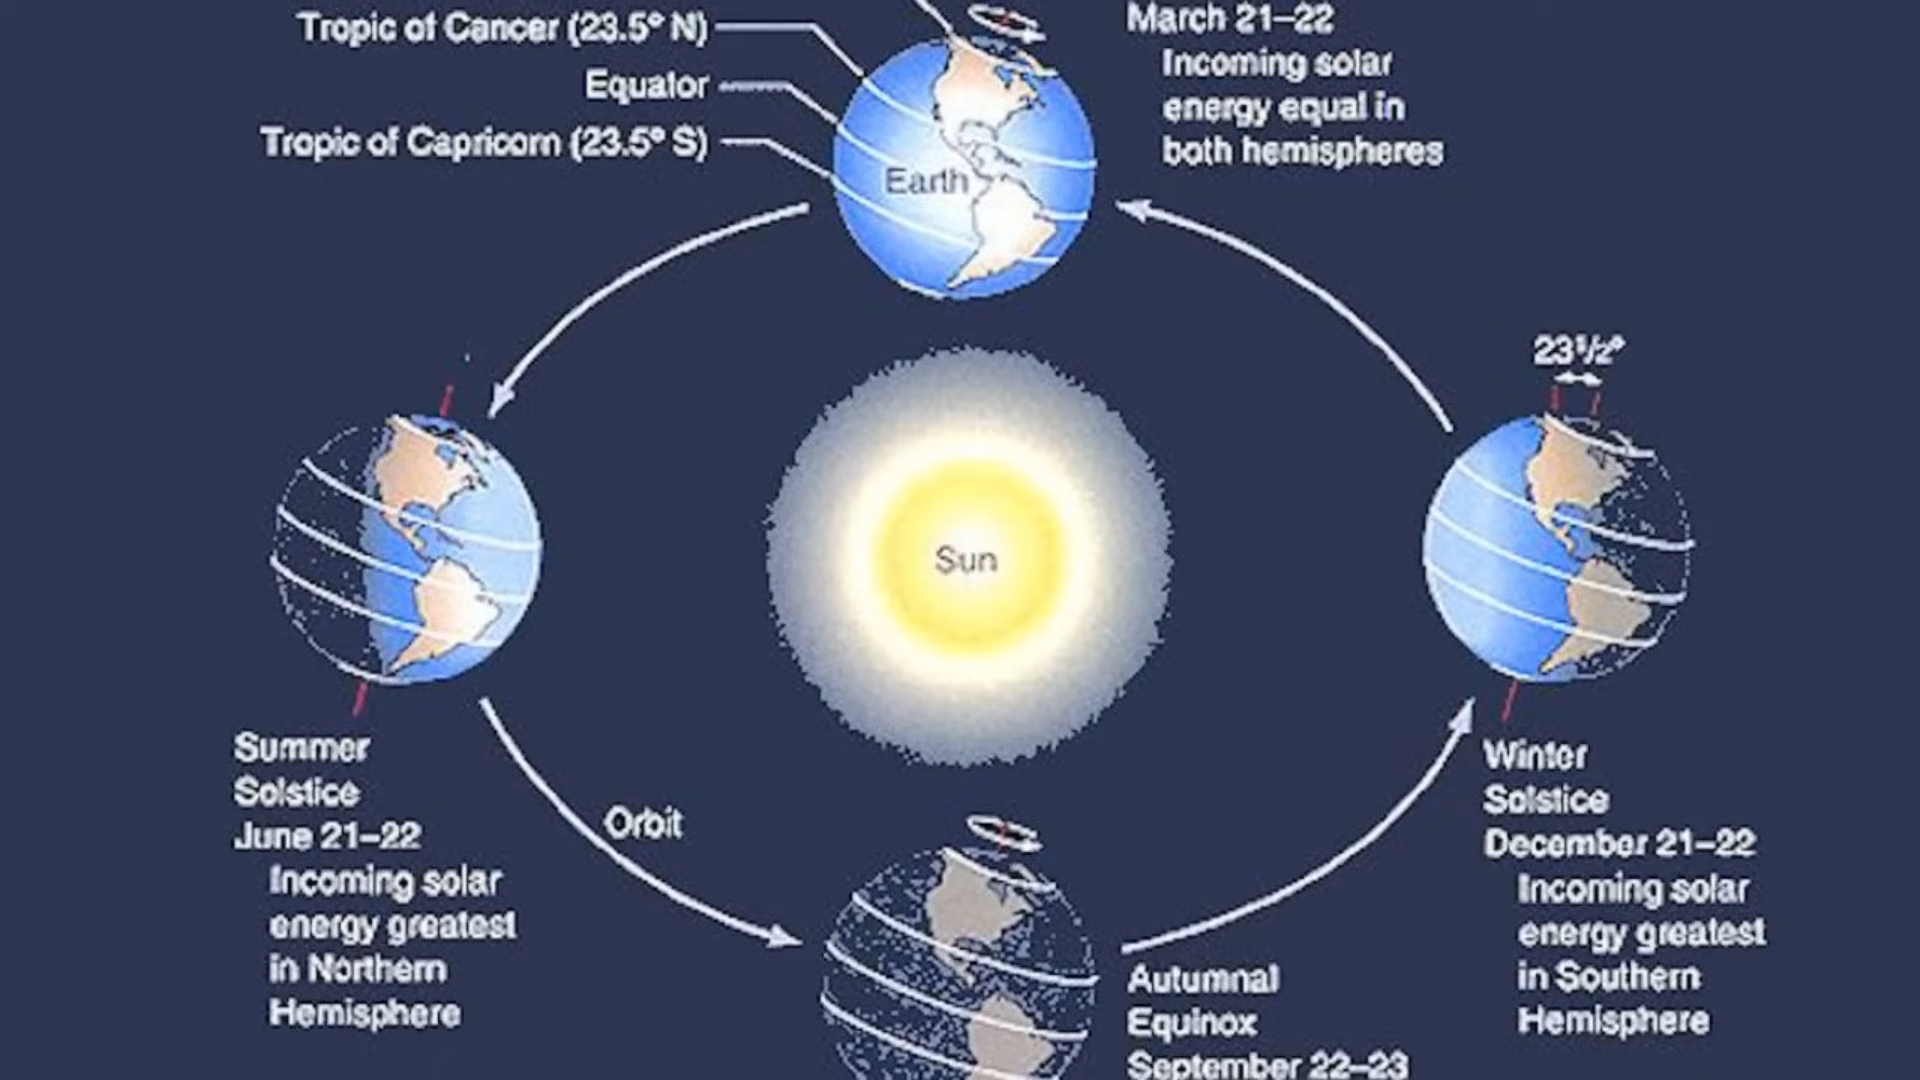 Tropic of Cancer (23.5° N)
Equator
Tropic of Capricorn (23.5° S)
Earth
March 21–22
Incoming solar
energy equal in
both hemispheres
23½°
Sun
Summer
Solstice
June 21–22
Incoming solar
energy greatest
in Northern
Hemisphere
Orbit
Winter
Solstice
December 21–22
Incoming solar
energy greatest
in Southern
Hemisphere
Autumnal
Equinox
September 22–23